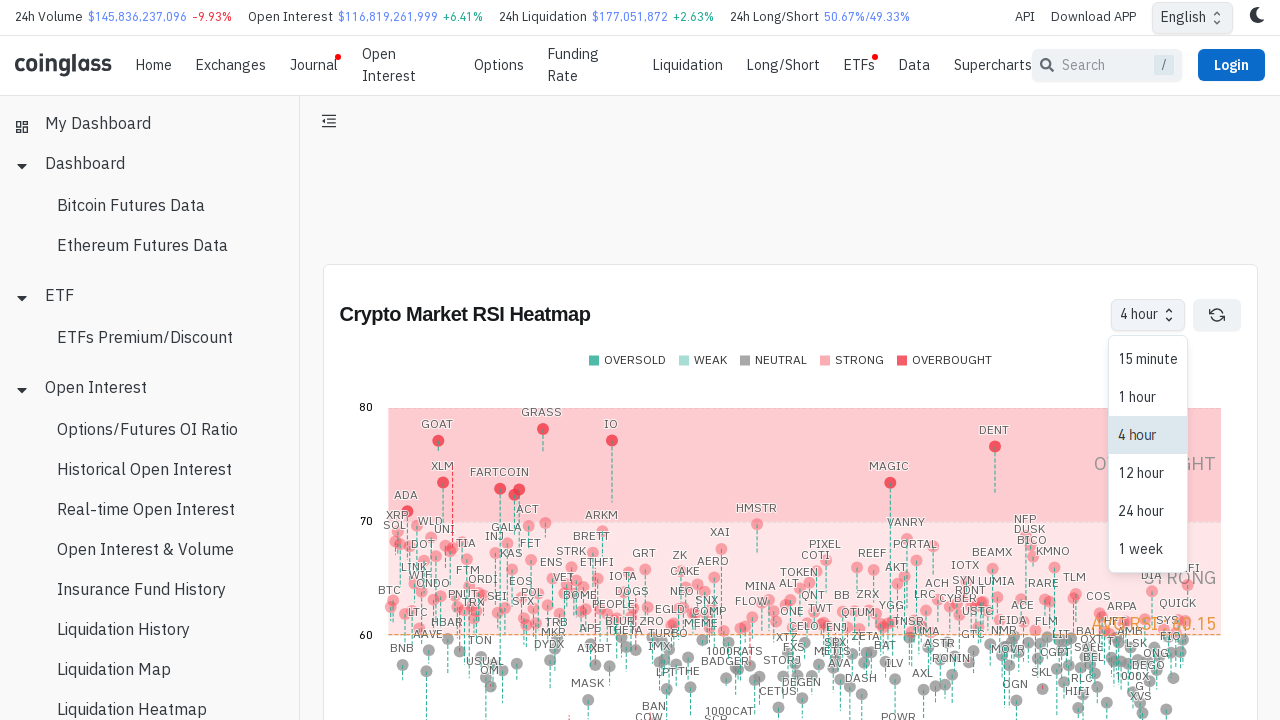 24h Volume $145,836,237,096 -9.93% Open Interest $116,819,261,999 +6.41% 24h Liquidation $177,051,872 +2.63% 24h Long/Short 50.67%/49.33% API Download APP English
coinglass Home Exchanges Journal Open Interest Options Funding Rate Liquidation Long/Short ETFs Data Supercharts Search / Login
My Dashboard
Dashboard
Bitcoin Futures Data
Ethereum Futures Data
ETF
ETFs Premium/Discount
Open Interest
Options/Futures OI Ratio
Historical Open Interest
Real-time Open Interest
Open Interest & Volume
Insurance Fund History
Liquidation History
Liquidation Map
Liquidation Heatmap
Crypto Market RSI Heatmap
4 hour
15 minute
1 hour
4 hour
12 hour
24 hour
1 week
OVERSOLD WEAK NEUTRAL STRONG OVERBOUGHT
80
GRASS
GOAT IO
DENT
XLM FARTCOIN MAGIC
ADA
ACT HMSTR
70
XRP WLD ARKM VANRY NFP
SOL UNI GALA DUSK
INJ BRETT XAI BICO
DOT TIA FET PIXEL PORTAL
KAS STRK GRT ZK COTI REEF BEAMX KMNO
LINK ENS ETHFI AERO IOTX
WIF FTM CAKE TOKEN AKT
ONDO ORDI EOS VET IOTA MINA ALT ACH SYN LUMIA RARE TLM DIA
BTC PNUT SEI POL BOME DOGS NEO SNX QNT BB ZRX LRC RDNT COS
TRX STX PEOPLE EGLD COMP FLOW ONE TWT YGG CYBER ACE ARPA QUICK
LTC HBAR TRB BLUR ZRO MEME CELO ENJ QTUM TNSR USTC FIDA FLM SYS
60
AAVE MKR APE THETA TURBO XTZ ZETA UMA GTC NMR LIT AMB FIO
BNB TON DYDX AIXBT IMX 1000RATS FXS METIS BAT ASTR MOVR CGPT LSK ONG
USUAL BADGER STORJ AVA ILV RONIN BEL DEGO
OM LPT THE DEGEN DASH AXL SKL RLC 1000X
MASK CETUS OGN HIFI G
XVS
BAN 1000CAT POWR
COW